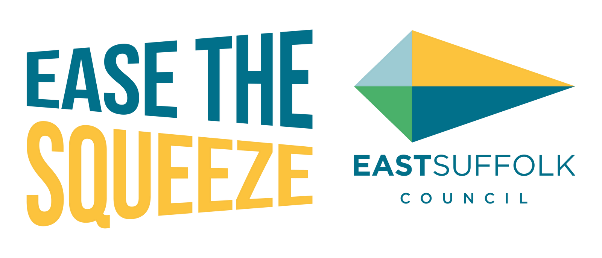 EASE THE
SQUEEZE
EASTSUFFOLK
COUNCIL